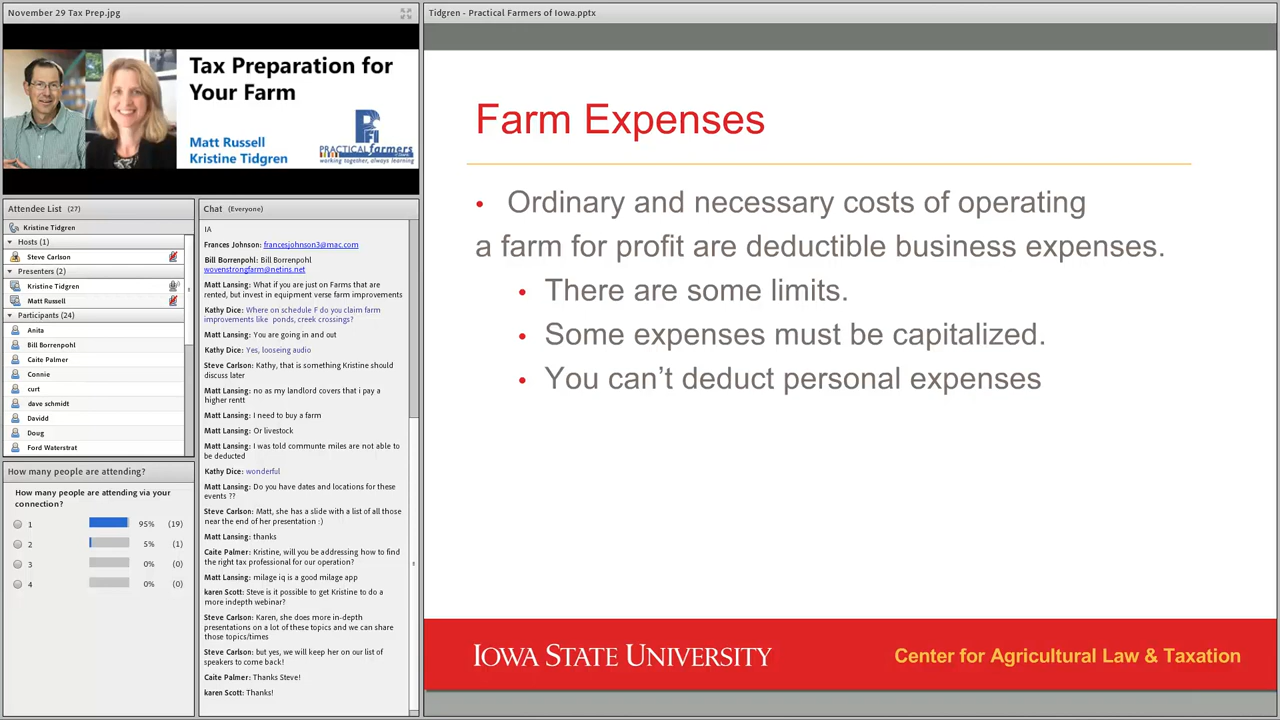 November 29 Tax Prep.jpg
Tax Preparation for
Your Farm
Matt Russell
Kristine Tidgren
PFI
PRACTICAL farmers
working together, always learning
Attendee List (27)
Kristine Tidgren
Hosts (1)
Steve Carlson
Presenters (2)
Kristine Tidgren
Matt Russell
Participants (24)
Anita
Bill Borrenpohl
Caite Palmer
Connie
curt
dave schmidt
Davidd
Doug
Ford Waterstrat
How many people are attending?
How many people are attending via your
connection?
1 95% (19)
2 5% (1)
3 0% (0)
4 0% (0)
Chat (Everyone)
IA
Frances Johnson: francesjohnson3@mac.com
Bill Borrenpohl: Bill Borrenpohl
wovenstrongfarm@netins.net
Matt Lansing: What if you are just on Farms that are
rented, but invest in equipment verse farm improvements
Kathy Dice: Where on schedule F do you claim farm
improvements like ponds, creek crossings?
Matt Lansing: You are going in and out
Kathy Dice: Yes, looseing audio
Steve Carlson: Kathy, that is something Kristine should
discuss later
Matt Lansing: no as my landlord covers that i pay a
higher rentt
Matt Lansing: I need to buy a farm
Matt Lansing: Or livestock
Matt Lansing: I was told communte miles are not able to
be deducted
Kathy Dice: wonderful
Matt Lansing: Do you have dates and locations for these
events ??
Steve Carlson: Matt, she has a slide with a list of all those
near the end of her presentation :)
Matt Lansing: thanks
Caite Palmer: Kristine, will you be addressing how to find
the right tax professional for our operation?
Matt Lansing: milage iq is a good milage app
karen Scott: Steve is it possible to get Kristine to do a
more indepth webinar?
Steve Carlson: Karen, she does more in-depth
presentations on a lot of these topics and we can share
those topics/times
Steve Carlson: but yes, we will keep her on our list of
speakers to come back!
Caite Palmer: Thanks Steve!
karen Scott: Thanks!
Tidgren - Practical Farmers of Iowa.pptx
Farm Expenses
• Ordinary and necessary costs of operating
a farm for profit are deductible business expenses.
• There are some limits.
• Some expenses must be capitalized.
• You can’t deduct personal expenses
IOWA STATE UNIVERSITY
Center for Agricultural Law & Taxation